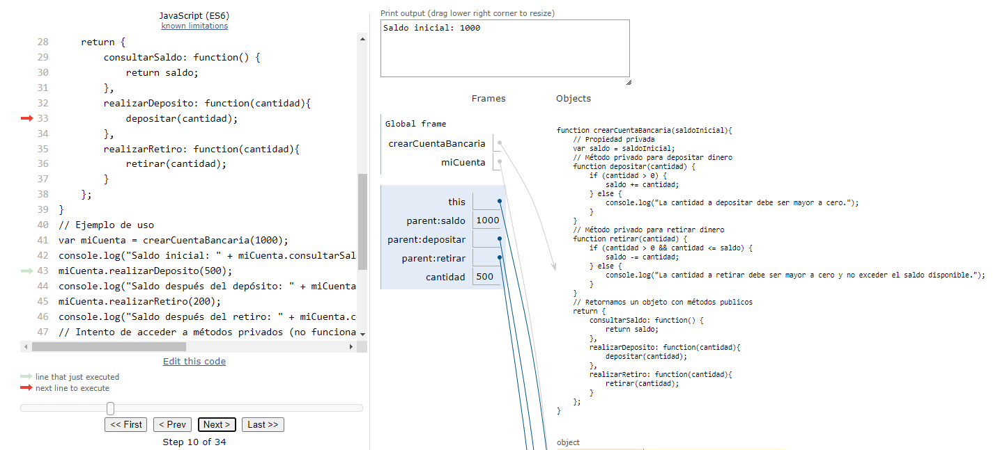 JavaScript (ES6)
known limitations
28 return {
29 consultarSaldo: function() {
30 return saldo;
31 },
32 realizarDeposito: function(cantidad){
33 depositar(cantidad);
34 },
35 realizarRetiro: function(cantidad){
36 retirar(cantidad);
37 }
38 };
39 }
40 // Ejemplo de uso
41 var miCuenta = crearCuentaBancaria(1000);
42 console.log("Saldo inicial: " + miCuenta.consultarSal
43 miCuenta.realizarDeposito(500);
44 console.log("Saldo después del depósito: " + miCuenta
45 miCuenta.realizarRetiro(200);
46 console.log("Saldo después del retiro: " + miCuenta.c
47 // Intento de acceder a métodos privados (no funciona
Edit this code
line that just executed
next line to execute
<< First
< Prev
Next >
Last >>
Step 10 of 34
Print output (drag lower right corner to resize)
Saldo inicial: 1000
Frames
Objects
Global frame
crearCuentaBancaria
miCuenta
this
parent:saldo 1000
parent:depositar
parent:retirar
cantidad 500
function crearCuentaBancaria(saldoInicial){
// Propiedad privada
var saldo = saldoInicial;
// Método privado para depositar dinero
function depositar(cantidad) {
if (cantidad > 0) {
saldo += cantidad;
} else {
console.log("La cantidad a depositar debe ser mayor a cero.");
}
}
// Método privado para retirar dinero
function retirar(cantidad) {
if (cantidad > 0 && cantidad <= saldo) {
saldo -= cantidad;
} else {
console.log("La cantidad a retirar debe ser mayor a cero y no exceder el saldo disponible.");
}
}
// Retornamos un objeto con métodos publicos
return {
consultarSaldo: function() {
return saldo;
},
realizarDeposito: function(cantidad){
depositar(cantidad);
},
realizarRetiro: function(cantidad){
retirar(cantidad);
}
};
}
object